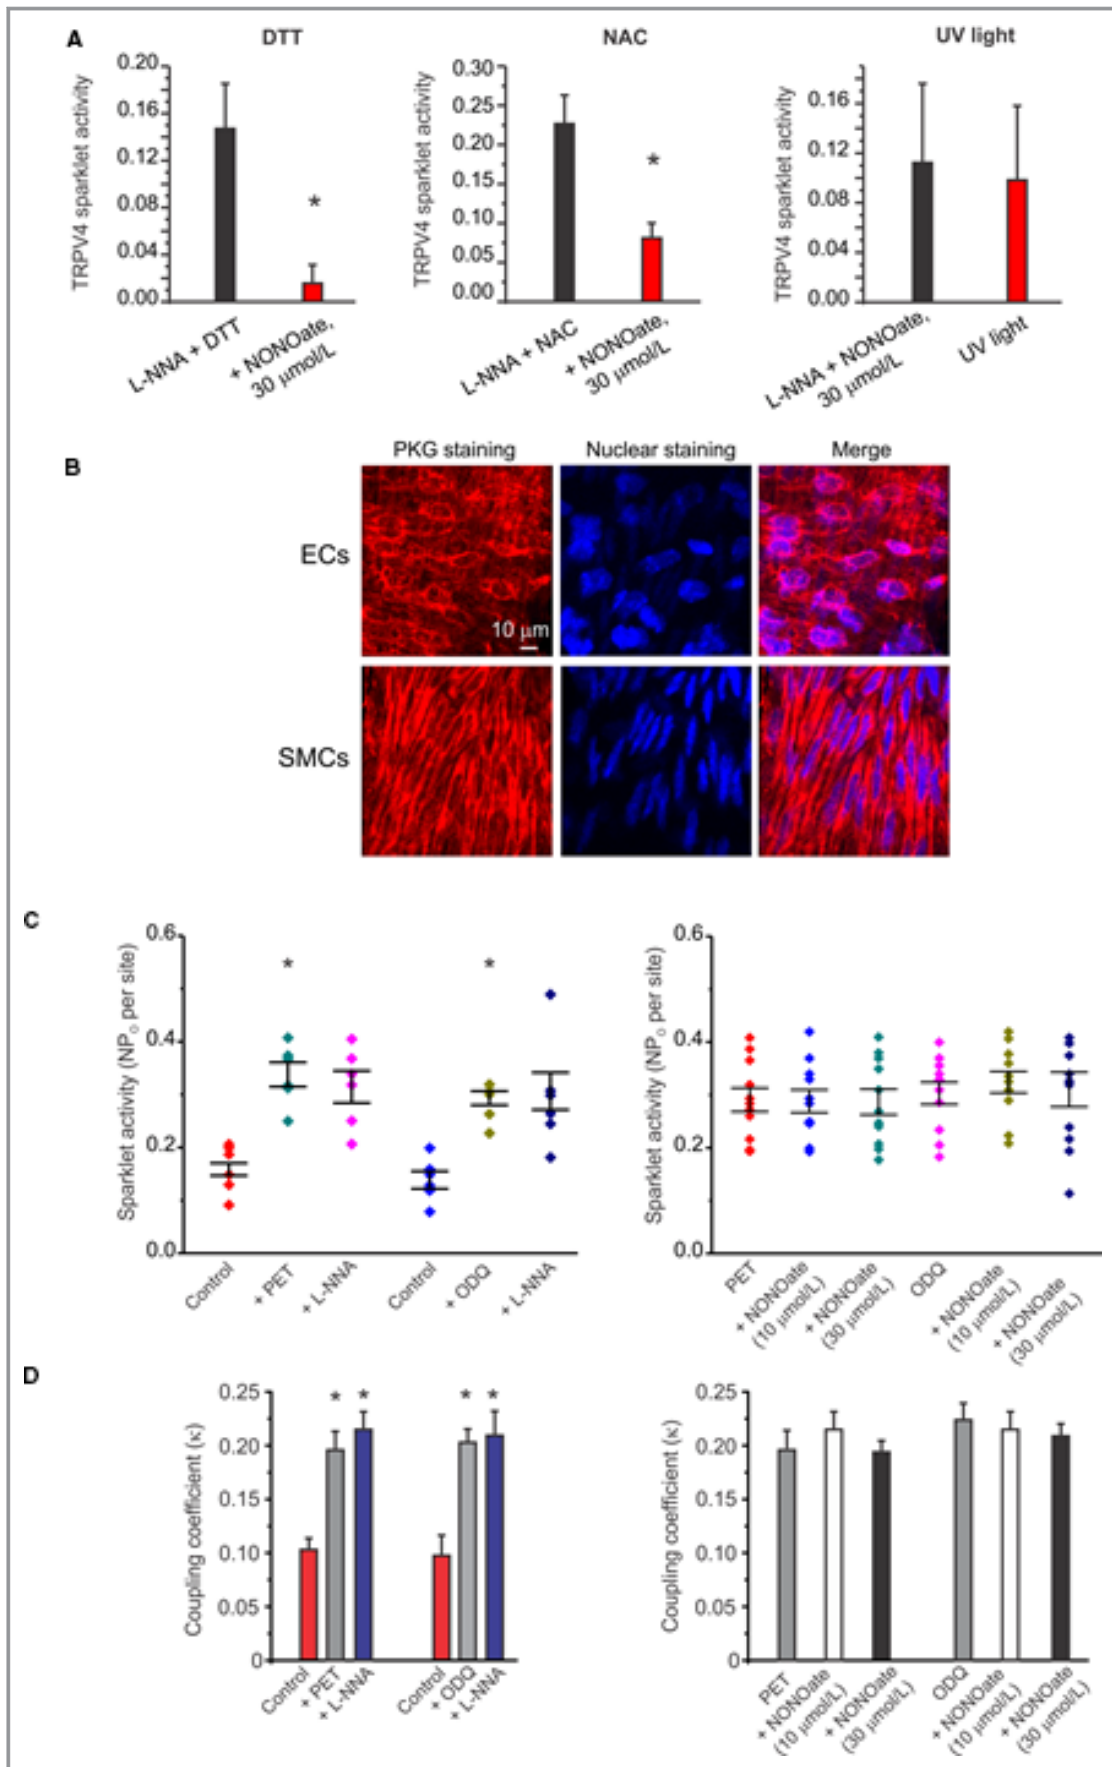 A
DTT
NAC
UV light
TRPV4 sparklet activity
0.20
0.16
0.12
0.08
0.04
0.00
*
L-NNA + DTT
+ NONOate,
30 μmol/L
TRPV4 sparklet activity
0.30
0.25
0.20
0.15
0.10
0.05
0.00
*
L-NNA + NAC
+ NONOate,
30 μmol/L
TRPV4 sparklet activity
0.16
0.12
0.08
0.04
0.00
L-NNA + NONOate,
30 μmol/L
UV light
B
PKG staining
Nuclear staining
Merge
ECs
10 μm
SMCs
C
Sparklet activity (NPO per site)
0.6
0.4
0.2
0.0
*
*
Control
+ PET
+ L-NNA
Control
+ ODQ
+ L-NNA
Sparklet activity (NPO per site)
0.6
0.4
0.2
0.0
PET
+ NONOate
(10 μmol/L)
+ NONOate
(30 μmol/L)
ODQ
+ NONOate
(10 μmol/L)
+ NONOate
(30 μmol/L)
D
Coupling coefficient (κ)
0.25
0.20
0.15
0.10
0.05
0
* *
* *
Control
+ PET
+ L-NNA
Control
+ ODQ
+ L-NNA
Coupling coefficient (κ)
0.25
0.20
0.15
0.10
0.05
0
PET
+ NONOate
(10 μmol/L)
+ NONOate
(30 μmol/L)
ODQ
+ NONOate
(10 μmol/L)
+ NONOate
(30 μmol/L)